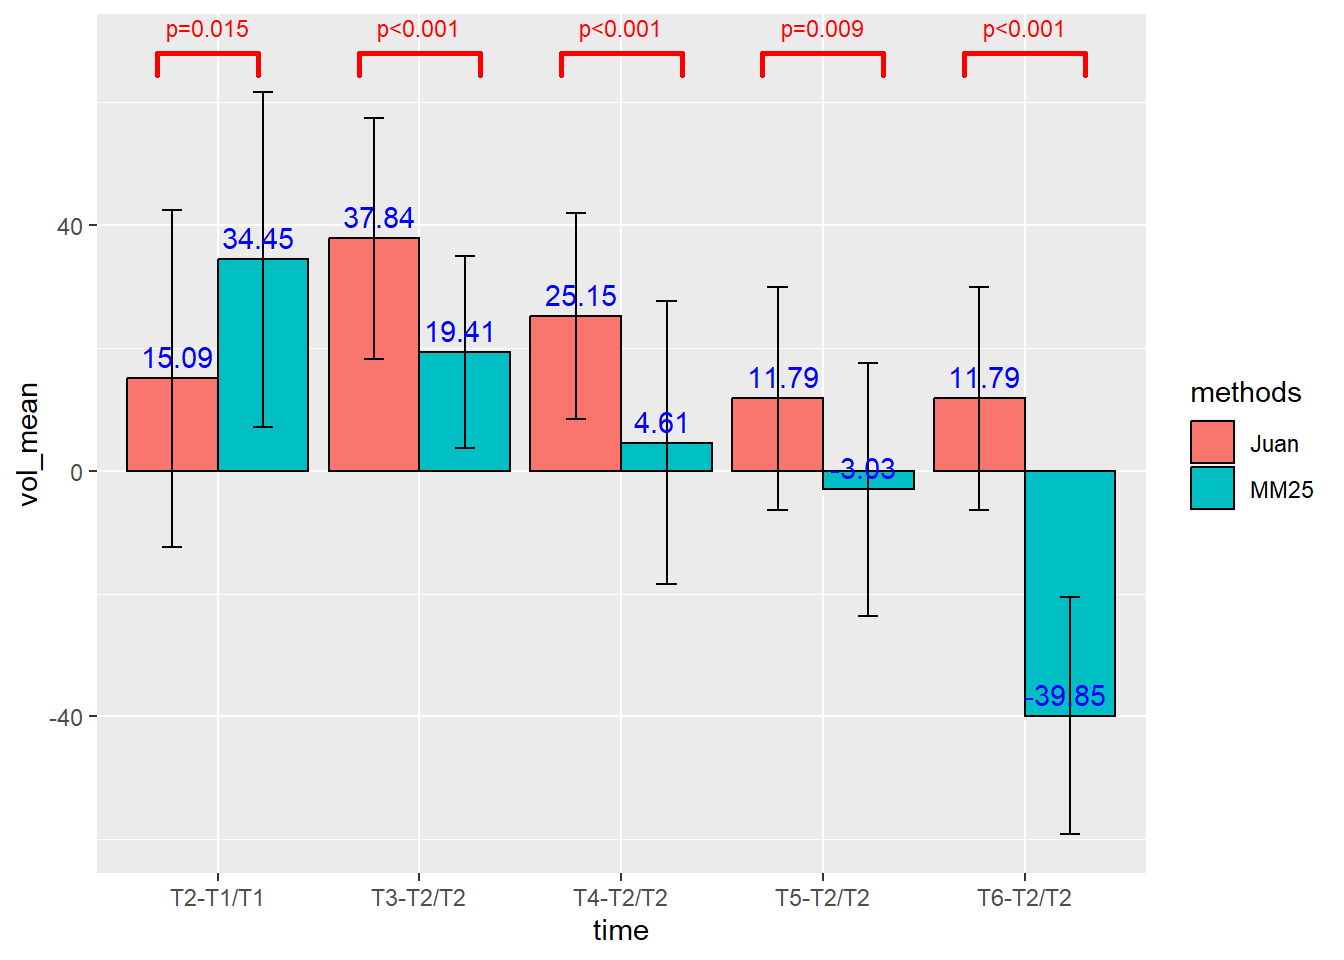 p=0.015 p<0.001 p<0.001 p=0.009 p<0.001
37.84
34.45
25.15
19.41
15.09
11.79 11.79
4.61
-3.03
-39.85
40
0
-40
vol_mean
T2-T1/T1 T3-T2/T2 T4-T2/T2 T5-T2/T2 T6-T2/T2
time
methods
Juan
MM25